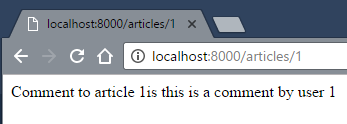 localhost:8000/articles/1
localhost:8000/articles/1
Comment to article 1is this is a comment by user 1